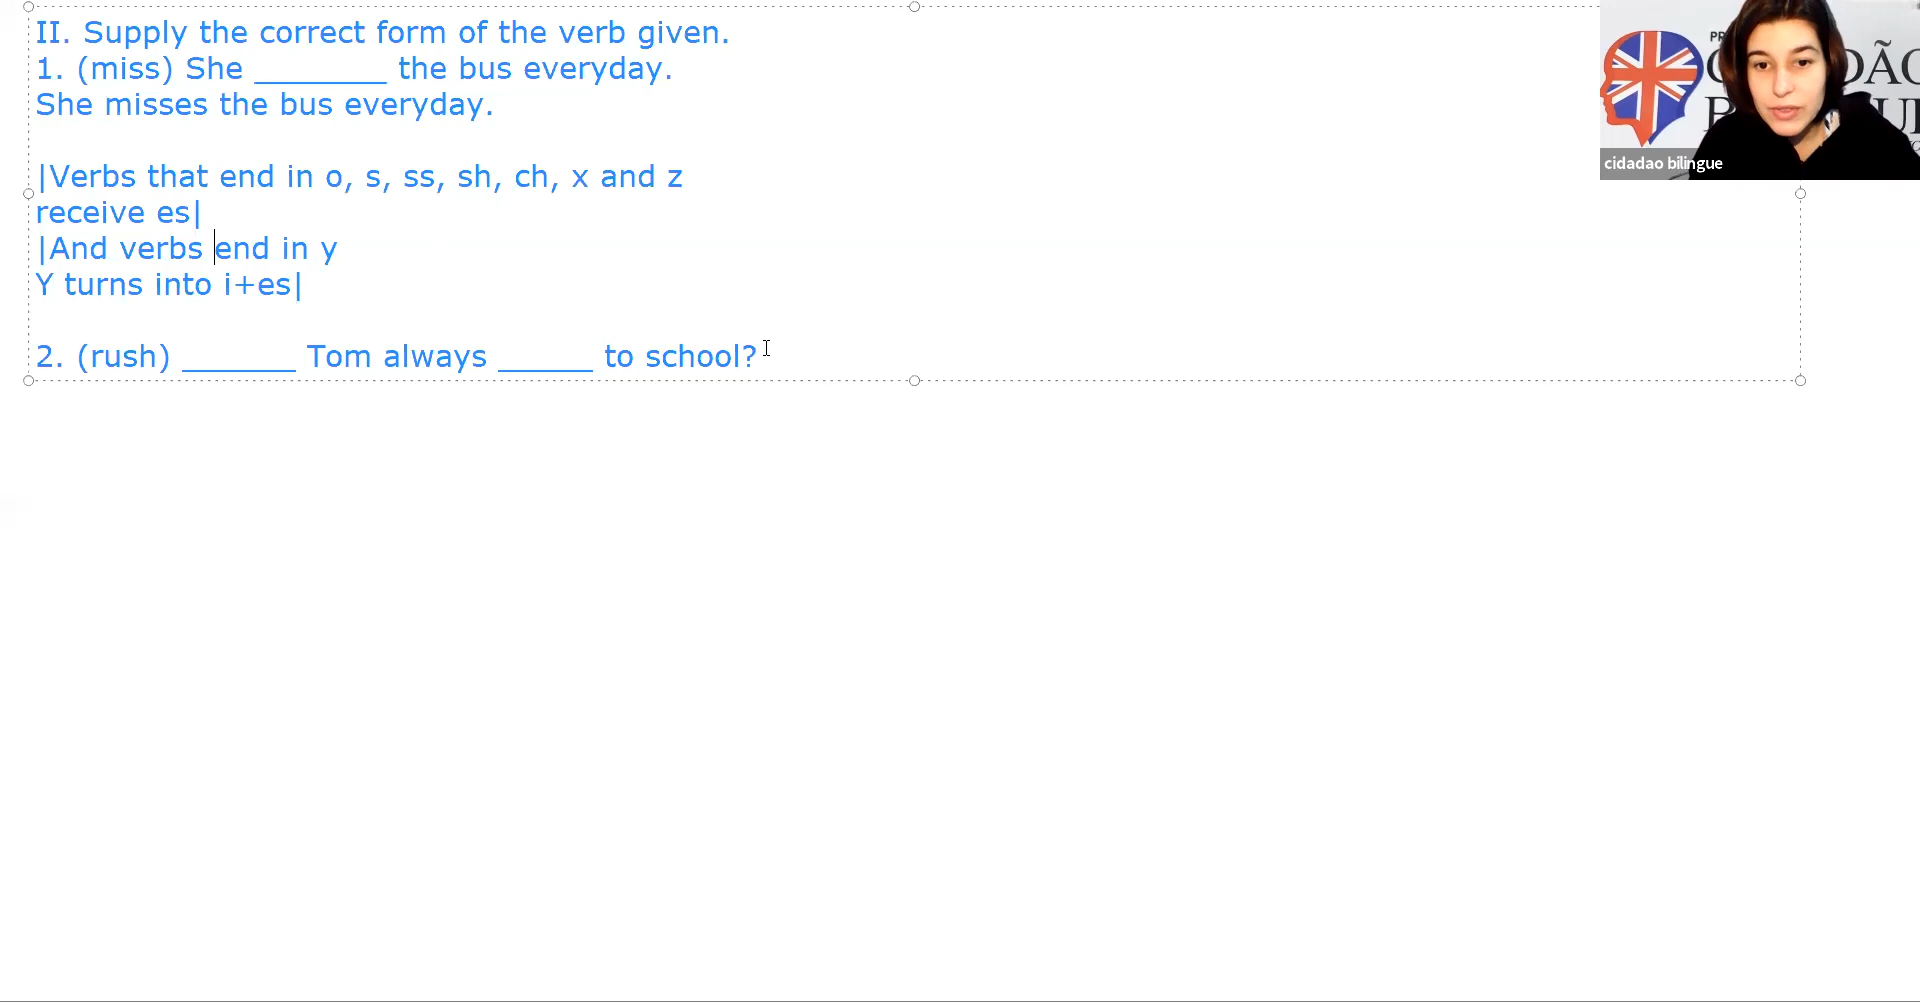 II. Supply the correct form of the verb given.
1. (miss) She _______ the bus everyday.
She misses the bus everyday.
|Verbs that end in o, s, ss, sh, ch, x and z
receive es|
|And verbs end in y
Y turns into i+es|
2. (rush) ______ Tom always _____ to school?
cidadao bilingue